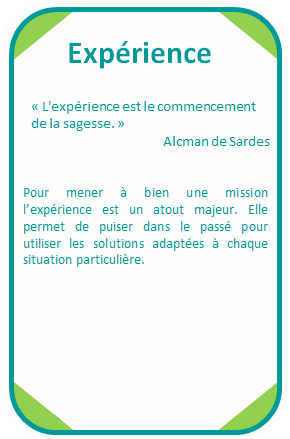 Expérience
« L'expérience est le commencement
de la sagesse. »
Alcman de Sardes
Pour mener à bien une mission
l’expérience est un atout majeur. Elle
permet de puiser dans le passé pour
utiliser les solutions adaptées à chaque
situation particulière.